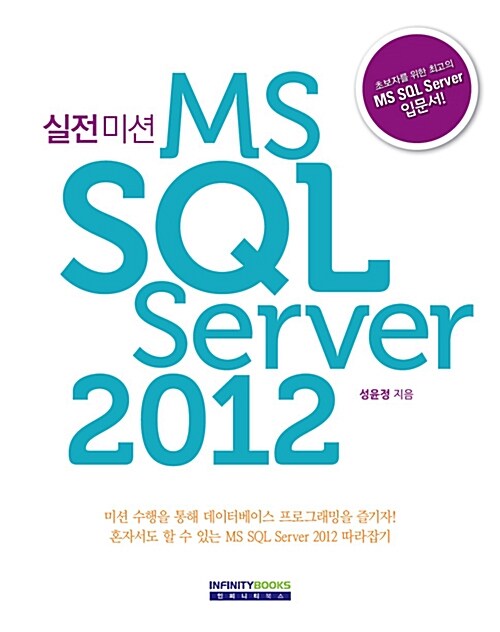 초보자를 위한 최고의
MS SQL Server
입문서!
실전미션 MS
SQL
Server
2012
성윤정 지음
미션 수행을 통해 데이터베이스 프로그래밍을 즐기자!
혼자서도 할 수 있는 MS SQL Server 2012 따라잡기
INFINITYBOOKS
인피니티북스